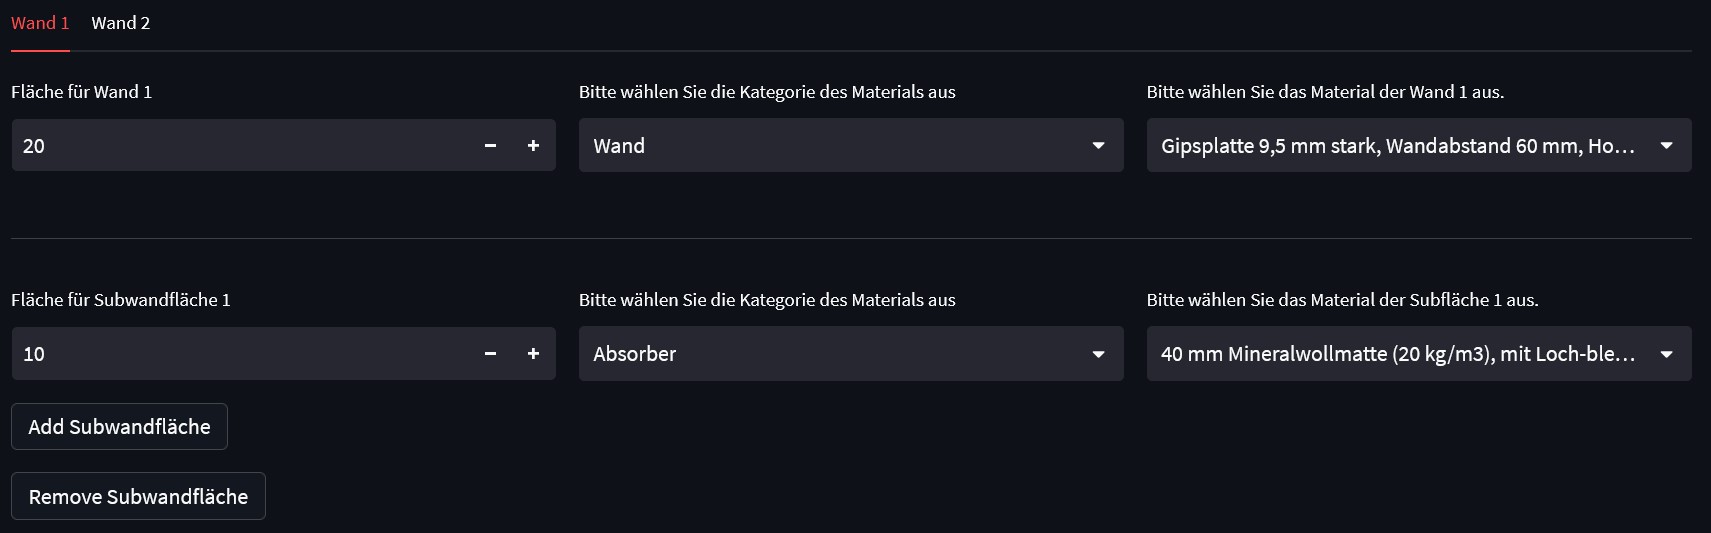 Wand 1 Wand 2
Fläche für Wand 1 Bitte wählen Sie die Kategorie des Materials aus Bitte wählen Sie das Material der Wand 1 aus.
20 − + Wand Gipsplatte 9,5 mm stark, Wandabstand 60 mm, Ho...
Fläche für Subwandfläche 1 Bitte wählen Sie die Kategorie des Materials aus Bitte wählen Sie das Material der Subfläche 1 aus.
10 − + Absorber 40 mm Mineralwollmatte (20 kg/m3), mit Loch-ble...
Add Subwandfläche
Remove Subwandfläche